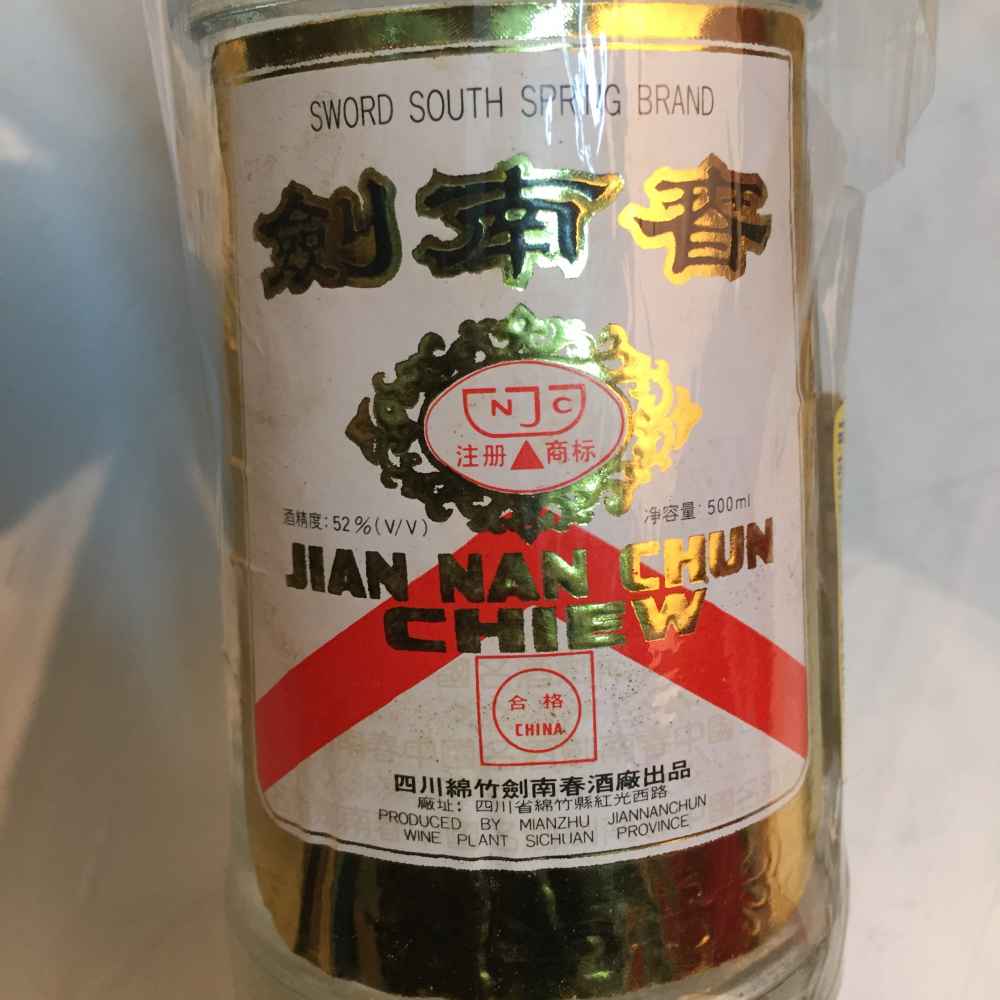 SWORD SOUTH SPRING BRAND
劍南春
NJC
注册 商标
酒精度: 52%(V/V)
净容量: 500ml
JIAN NAN CHUN
CHIEW
合格
CHINA
四川綿竹劍南春酒廠出品
廠址: 四川省綿竹縣紅光西路
PRODUCED BY MIANZHU JIANNANCHUN
WINE PLANT SICHUAN PROVINCE